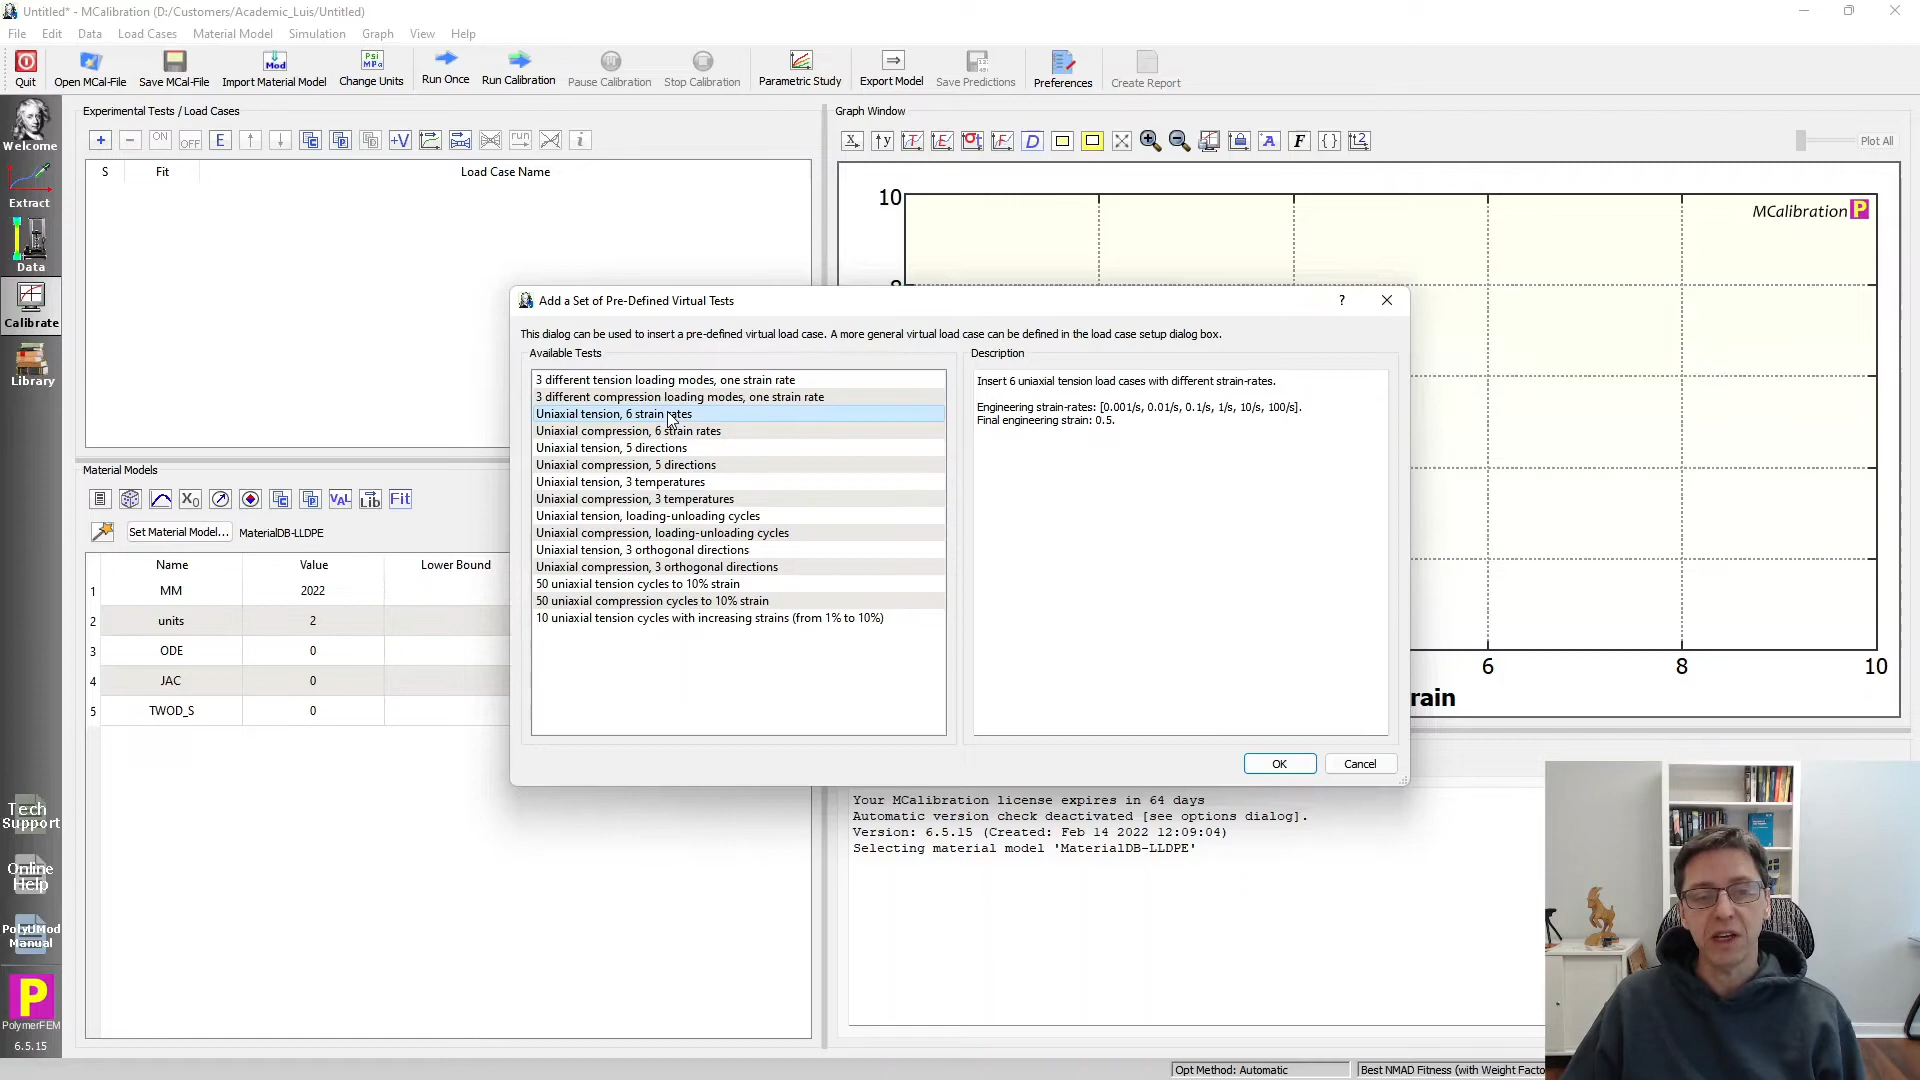 Untitled* - MCalibration (D:/Customers/Academic_Luis/Untitled)
File Edit Data Load Cases Material Model Simulation Graph View Help
Psi
MPa
Mod
Quit Open MCal-File Save MCal-File Import Material Model Change Units Run Once Run Calibration Pause Calibration Stop Calibration Parametric Study Export Model Save Predictions Preferences Create Report
Welcome
Extract
Data
Calibrate
Library
Tech
Support
Online
Help
PolyUMod
Manual
P
PolymerFEM
6.5.15
Experimental Tests / Load Cases
+ - ON OFF E +V run i
S Fit Load Case Name
Material Models
X0 VAL Lib Fit
Set Material Model... MaterialDB-LLDPE
Name Value Lower Bound
1 MM 2022
2 units 2
3 ODE 0
4 JAC 0
5 TWOD_S 0
Graph Window
Plot All
10
MCalibration P
6 8 10
rain
Add a Set of Pre-Defined Virtual Tests
?
This dialog can be used to insert a pre-defined virtual load case. A more general virtual load case can be defined in the load case setup dialog box.
Available Tests
3 different tension loading modes, one strain rate
3 different compression loading modes, one strain rate
Uniaxial tension, 6 strain rates
Uniaxial compression, 6 strain rates
Uniaxial tension, 5 directions
Uniaxial compression, 5 directions
Uniaxial tension, 3 temperatures
Uniaxial compression, 3 temperatures
Uniaxial tension, loading-unloading cycles
Uniaxial compression, loading-unloading cycles
Uniaxial tension, 3 orthogonal directions
Uniaxial compression, 3 orthogonal directions
50 uniaxial tension cycles to 10% strain
50 uniaxial compression cycles to 10% strain
10 uniaxial tension cycles with increasing strains (from 1% to 10%)
Description
Insert 6 uniaxial tension load cases with different strain-rates.
Engineering strain-rates: [0.001/s, 0.01/s, 0.1/s, 1/s, 10/s, 100/s].
Final engineering strain: 0.5.
OK Cancel
Your MCalibration license expires in 64 days
Automatic version check deactivated [see options dialog].
Version: 6.5.15 (Created: Feb 14 2022 12:09:04)
Selecting material model 'MaterialDB-LLDPE'
Opt Method: Automatic
Best NMAD Fitness (with Weight Facto